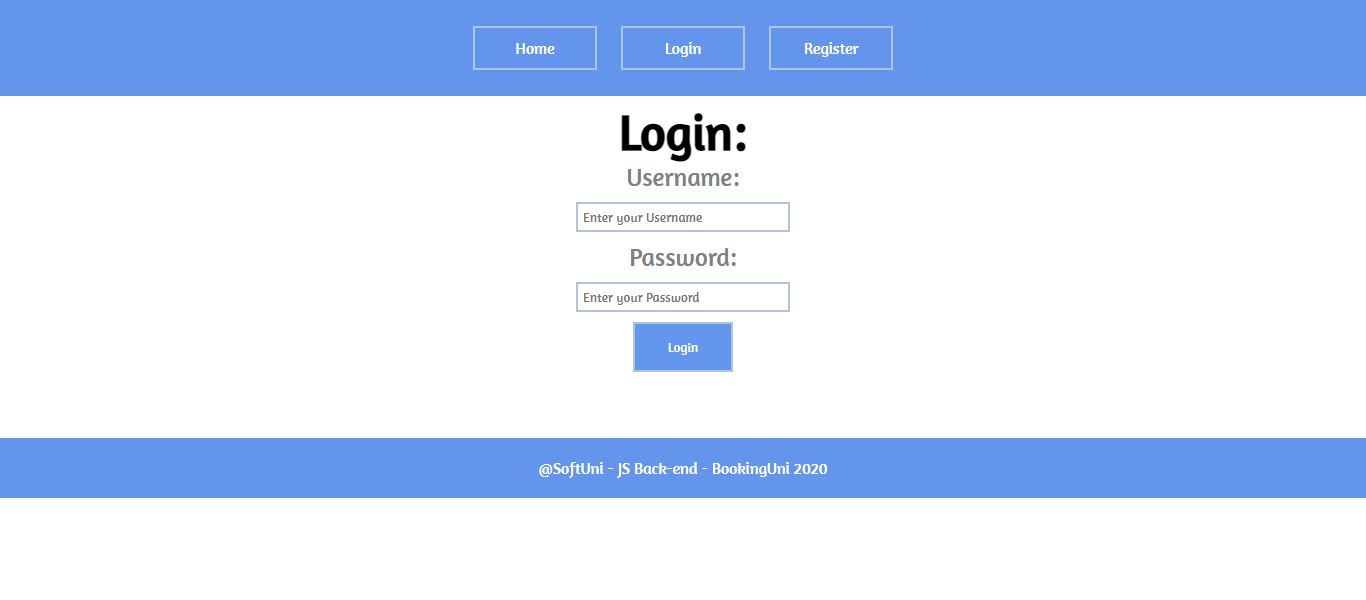 Home Login Register
Login:
Username:
Enter your Username
Password:
Enter your Password
Login
@SoftUni - JS Back-end - BookingUni 2020